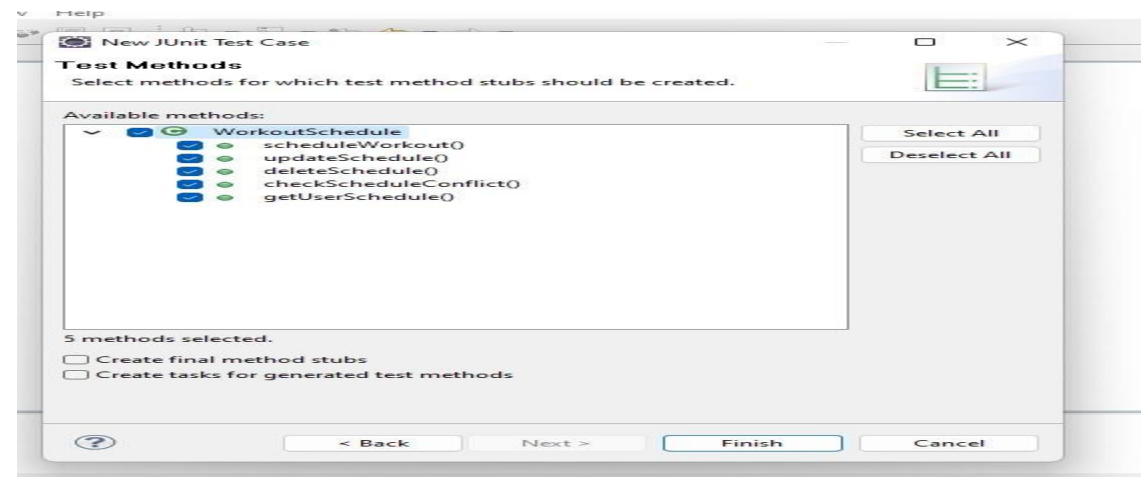 Help
New JUnit Test Case
Test Methods
Select methods for which test method stubs should be created.
Available methods:
WorkoutSchedule
scheduleWorkout()
updateSchedule()
deleteSchedule()
checkScheduleConflict()
getUserSchedule()
Select All
Deselect All
5 methods selected.
Create final method stubs
Create tasks for generated test methods
?
< Back Next > Finish Cancel